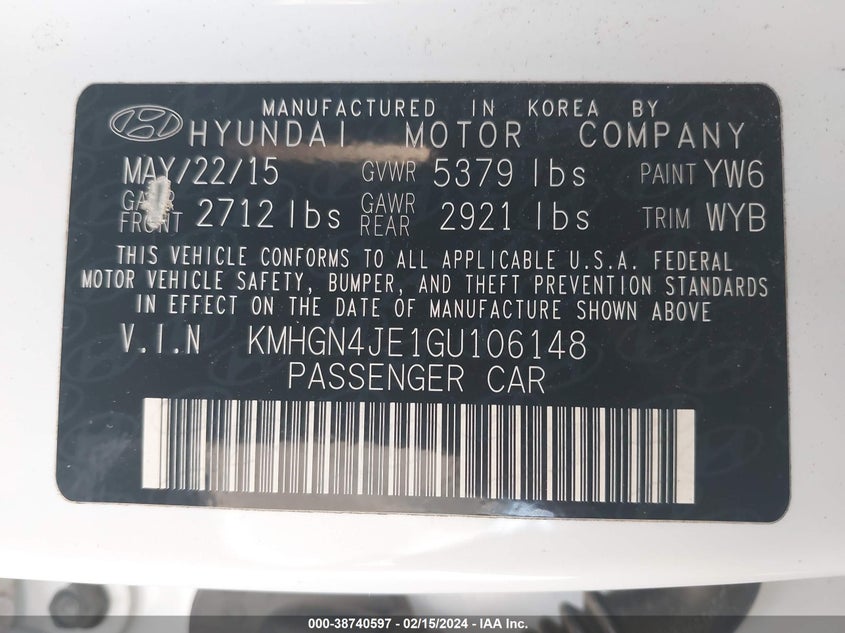 MANUFACTURED IN KOREA BY
HYUNDAI MOTOR COMPANY
MAY/22/15 GVWR 5379 lbs PAINT YW6
GAWR FRONT 2712 lbs GAWR REAR 2921 lbs TRIM WYB
THIS VEHICLE CONFORMS TO ALL APPLICABLE U.S.A. FEDERAL
MOTOR VEHICLE SAFETY, BUMPER, AND THEFT PREVENTION STANDARDS
IN EFFECT ON THE DATE OF MANUFACTURE SHOWN ABOVE
V.I.N KMHGN4JE1GU106148
PASSENGER CAR
000-38740597 - 02/15/2024 - IAA Inc.